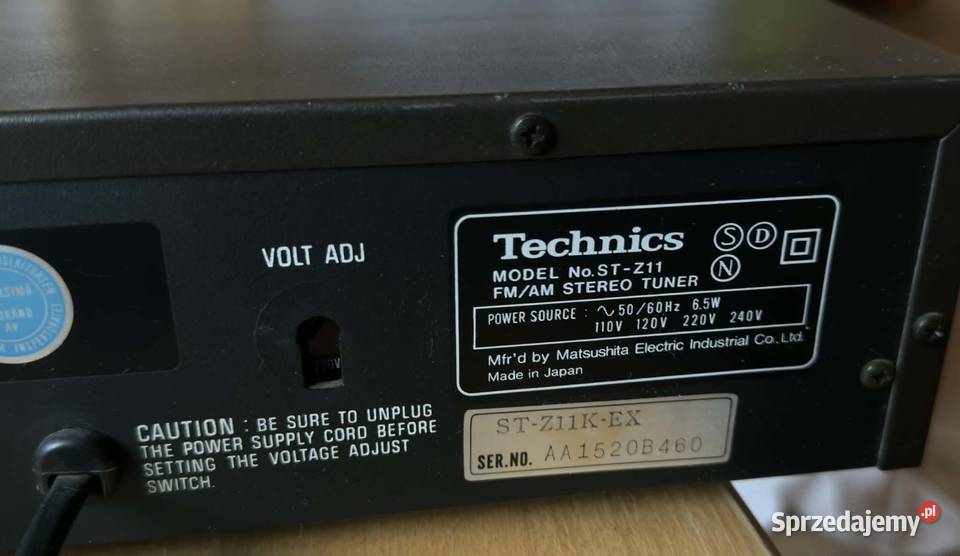 VOLT ADJ
220V
CAUTION : BE SURE TO UNPLUG
THE POWER SUPPLY CORD BEFORE
SETTING THE VOLTAGE ADJUST
SWITCH.
Technics
S D
N
MODEL No. ST-Z11
FM/AM STEREO TUNER
POWER SOURCE : ∿ 50/60Hz 6.5W
110V 120V 220V 240V
Mfr'd by Matsushita Electric Industrial Co., Ltd.
Made in Japan
ST-Z11K-EX
SER.NO. AA1520B460
Sprzedajemy.pl